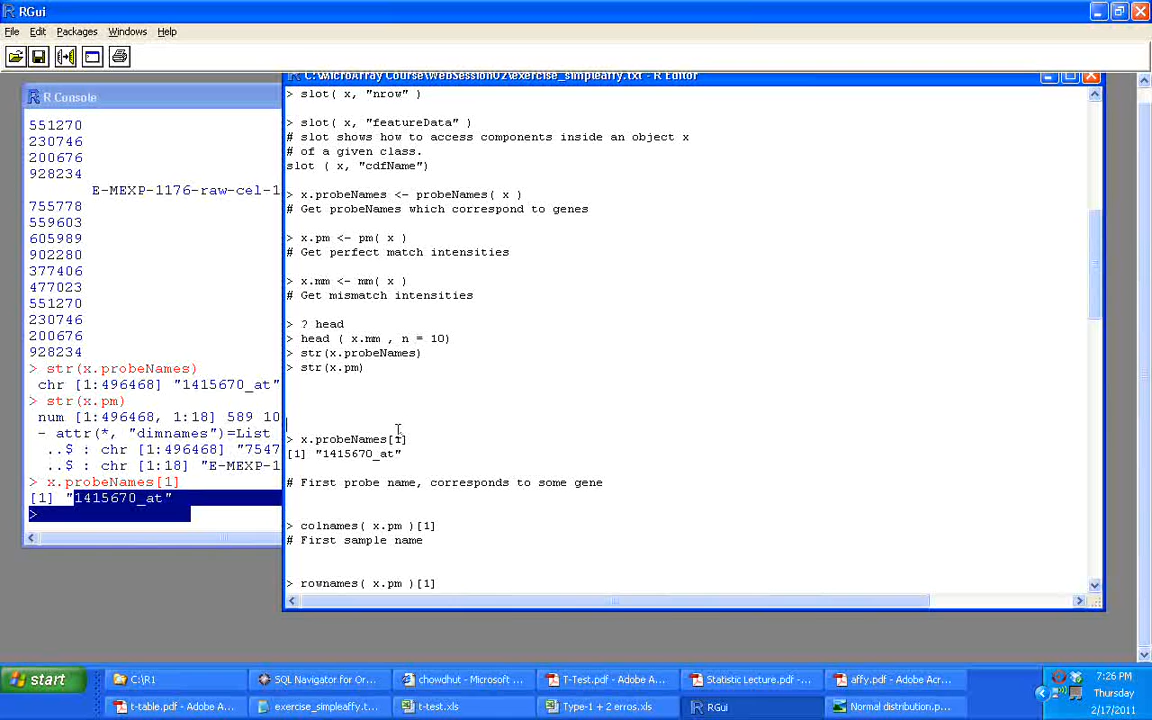 RGui
File Edit Packages Windows Help
C:\MicroArray Course\WebSession02\exercise_simpleaffy.txt - R Editor
R Console
551270
230746
200676
928234
E-MEXP-1176-raw-cel-1
755778
559603
605989
902280
377406
477023
551270
230746
200676
928234
> str(x.probeNames)
chr [1:496468] "1415670_at"
> str(x.pm)
num [1:496468, 1:18] 589 10
- attr(*, "dimnames")=List
..$ : chr [1:496468] "7547
..$ : chr [1:18] "E-MEXP-1
> x.probeNames[1]
[1] "1415670_at"
>
> slot( x, "nrow" )
> slot( x, "featureData" )
# slot shows how to access components inside an object x
# of a given class.
slot ( x, "cdfName")
> x.probeNames <- probeNames( x )
# Get probeNames which correspond to genes
> x.pm <- pm( x )
# Get perfect match intensities
> x.mm <- mm( x )
# Get mismatch intensities
> ? head
> head ( x.mm , n = 10)
> str(x.probeNames)
> str(x.pm)
> x.probeNames[1]
[1] "1415670_at"
# First probe name, corresponds to some gene
> colnames( x.pm )[1]
# First sample name
> rownames( x.pm )[1]
start
C:\R1
SQL Navigator for Or...
chowdhut - Microsoft ...
T-Test.pdf - Adobe A...
Statistic Lecture.pdf -...
affy.pdf - Adobe Acr...
t-table.pdf - Adobe A...
exercise_simpleaffy.t...
t-test.xls
Type-1 + 2 erros.xls
RGui
Normal distribution.p...
7:26 PM
Thursday
2/17/2011